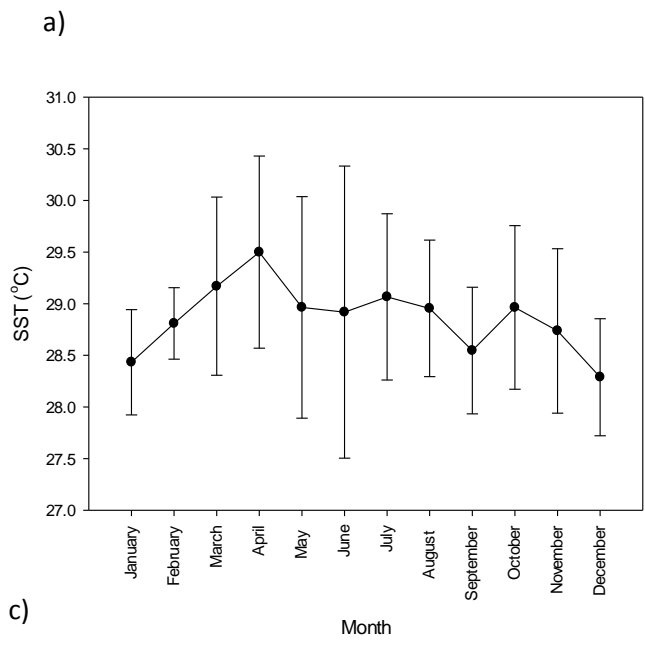 a)
31.0
30.5
30.0
29.5
29.0
28.5
28.0
27.5
27.0
SST (°C)
January
February
March
April
May
June
July
August
September
October
November
December
Month
c)